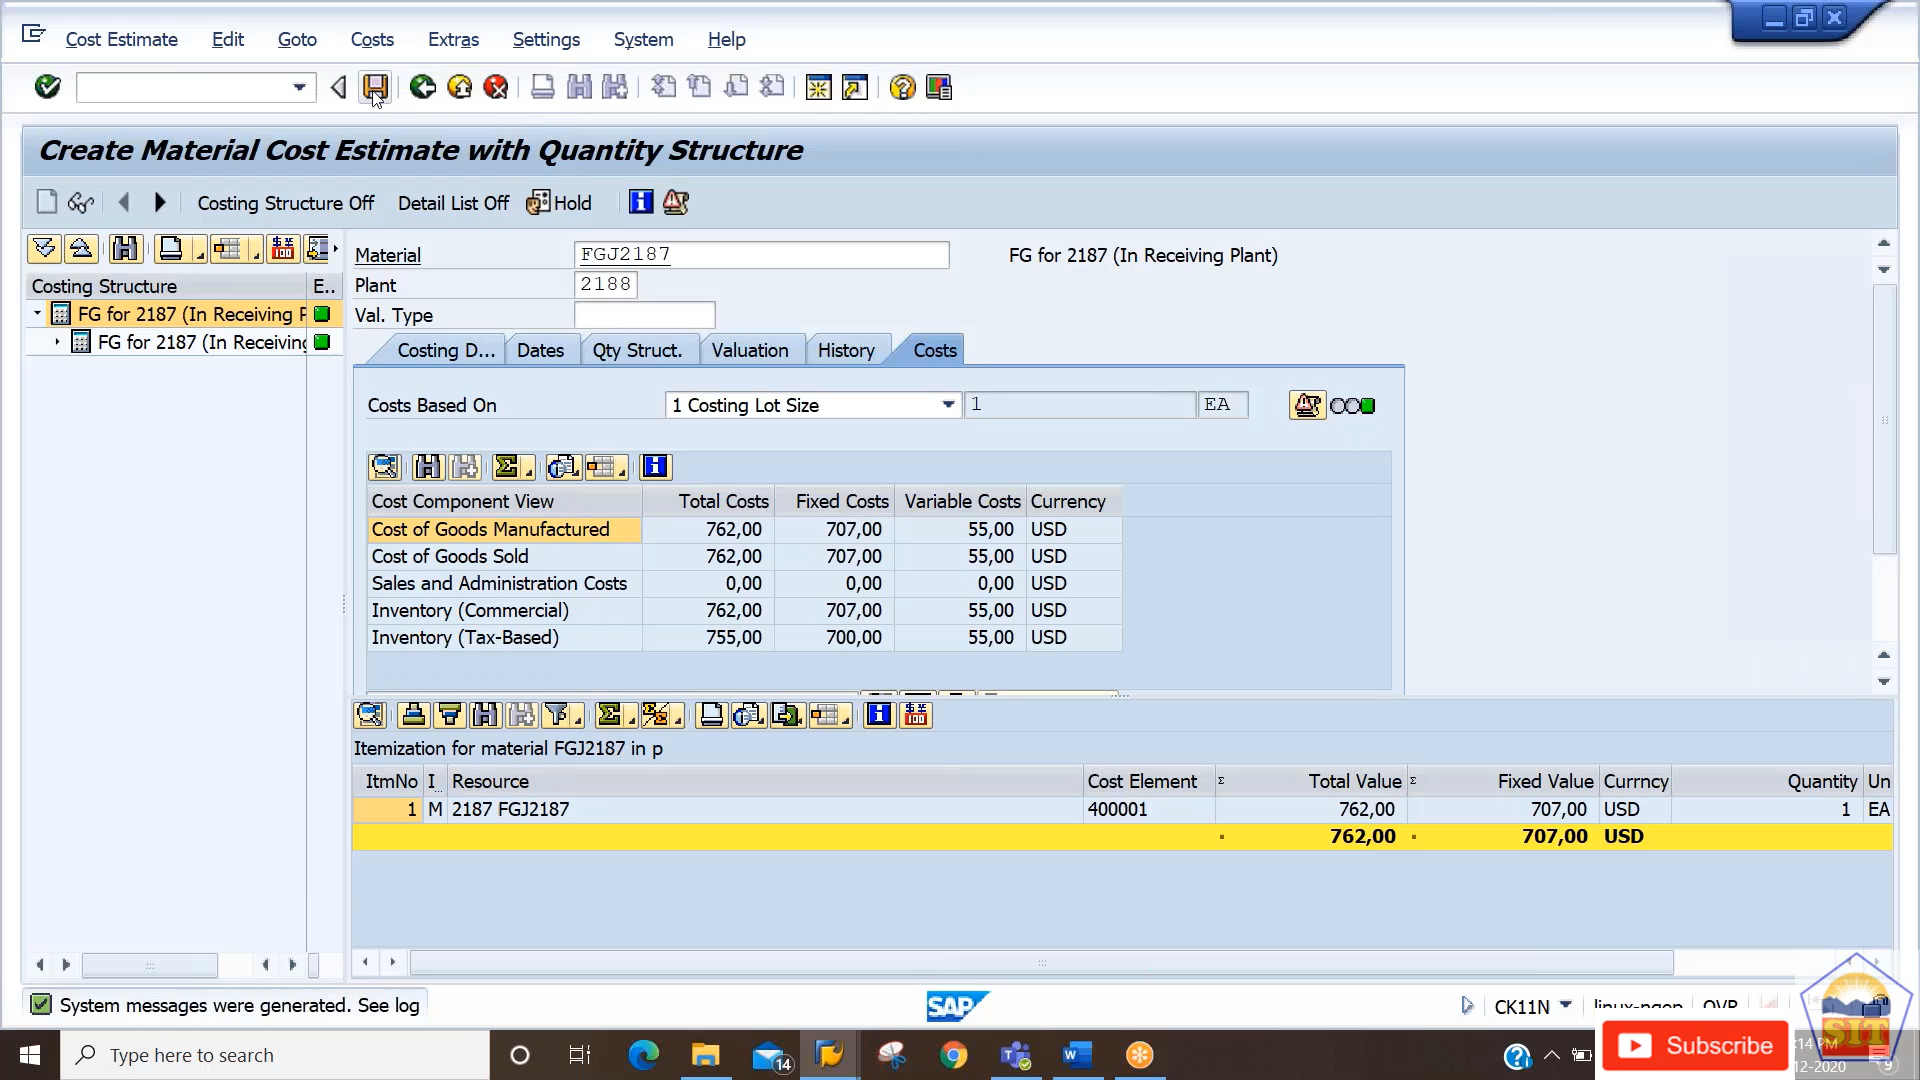 Cost Estimate Edit Goto Costs Extras Settings System Help
Create Material Cost Estimate with Quantity Structure
Costing Structure Off Detail List Off Hold
Material FGJ2187 FG for 2187 (In Receiving Plant)
Plant 2188
Val. Type
Costing Structure E..
FG for 2187 (In Receiving P
FG for 2187 (In Receiving
Costing D... Dates Qty Struct. Valuation History Costs
Costs Based On 1 Costing Lot Size 1 EA
Cost Component View Total Costs Fixed Costs Variable Costs Currency
Cost of Goods Manufactured 762,00 707,00 55,00 USD
Cost of Goods Sold 762,00 707,00 55,00 USD
Sales and Administration Costs 0,00 0,00 0,00 USD
Inventory (Commercial) 762,00 707,00 55,00 USD
Inventory (Tax-Based) 755,00 700,00 55,00 USD
Itemization for material FGJ2187 in p
ItmNo I... Resource Cost Element Total Value Fixed Value Currncy Quantity Un
1 M 2187 FGJ2187 400001 762,00 707,00 USD 1 EA
762,00 707,00 USD
System messages were generated. See log
SAP
CK11N OVR
Type here to search
14
Subscribe
SIT
:14 PM
12-2020
9